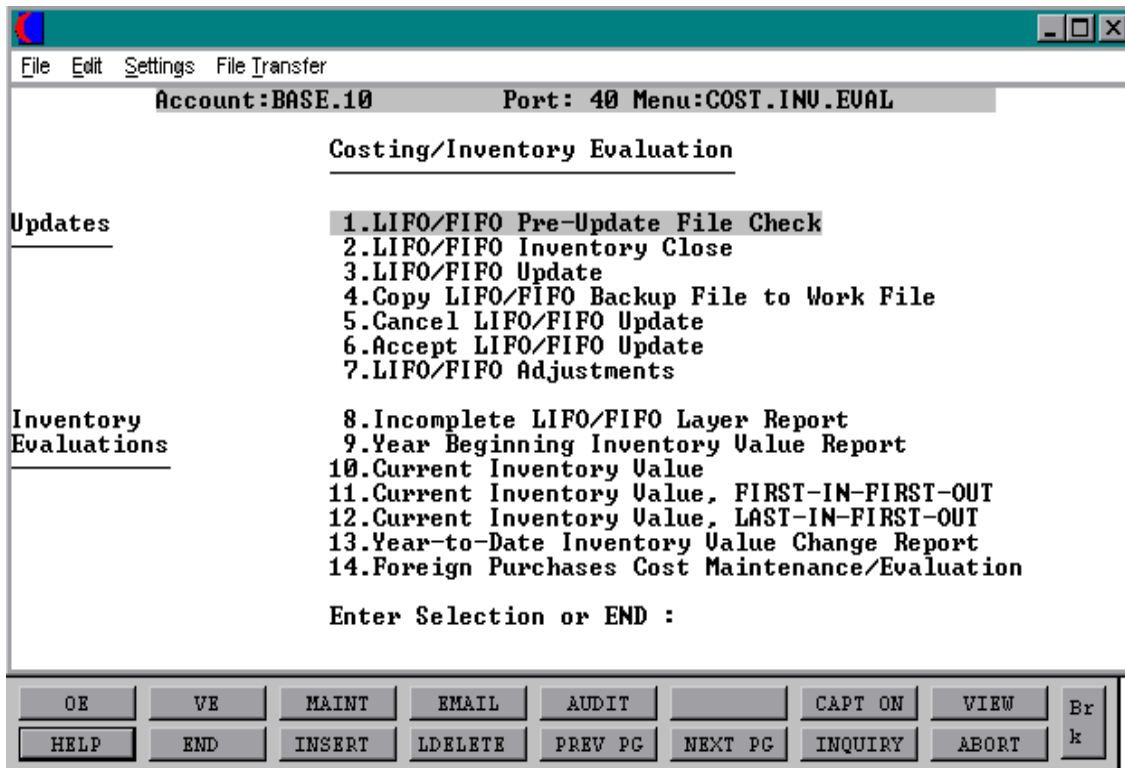 File Edit Settings File Transfer
Account:BASE.10 Port: 40 Menu:COST.INV.EVAL
Costing/Inventory Evaluation
Updates 1.LIFO/FIFO Pre-Update File Check
2.LIFO/FIFO Inventory Close
3.LIFO/FIFO Update
4.Copy LIFO/FIFO Backup File to Work File
5.Cancel LIFO/FIFO Update
6.Accept LIFO/FIFO Update
7.LIFO/FIFO Adjustments
Inventory 8.Incomplete LIFO/FIFO Layer Report
Evaluations 9.Year Beginning Inventory Value Report
10.Current Inventory Value
11.Current Inventory Value, FIRST-IN-FIRST-OUT
12.Current Inventory Value, LAST-IN-FIRST-OUT
13.Year-to-Date Inventory Value Change Report
14.Foreign Purchases Cost Maintenance/Evaluation
Enter Selection or END :
OE VE MAINT EMAIL AUDIT CAPT ON VIEW Br
HELP END INSERT LDELETE PREV PG NEXT PG INQUIRY ABORT k